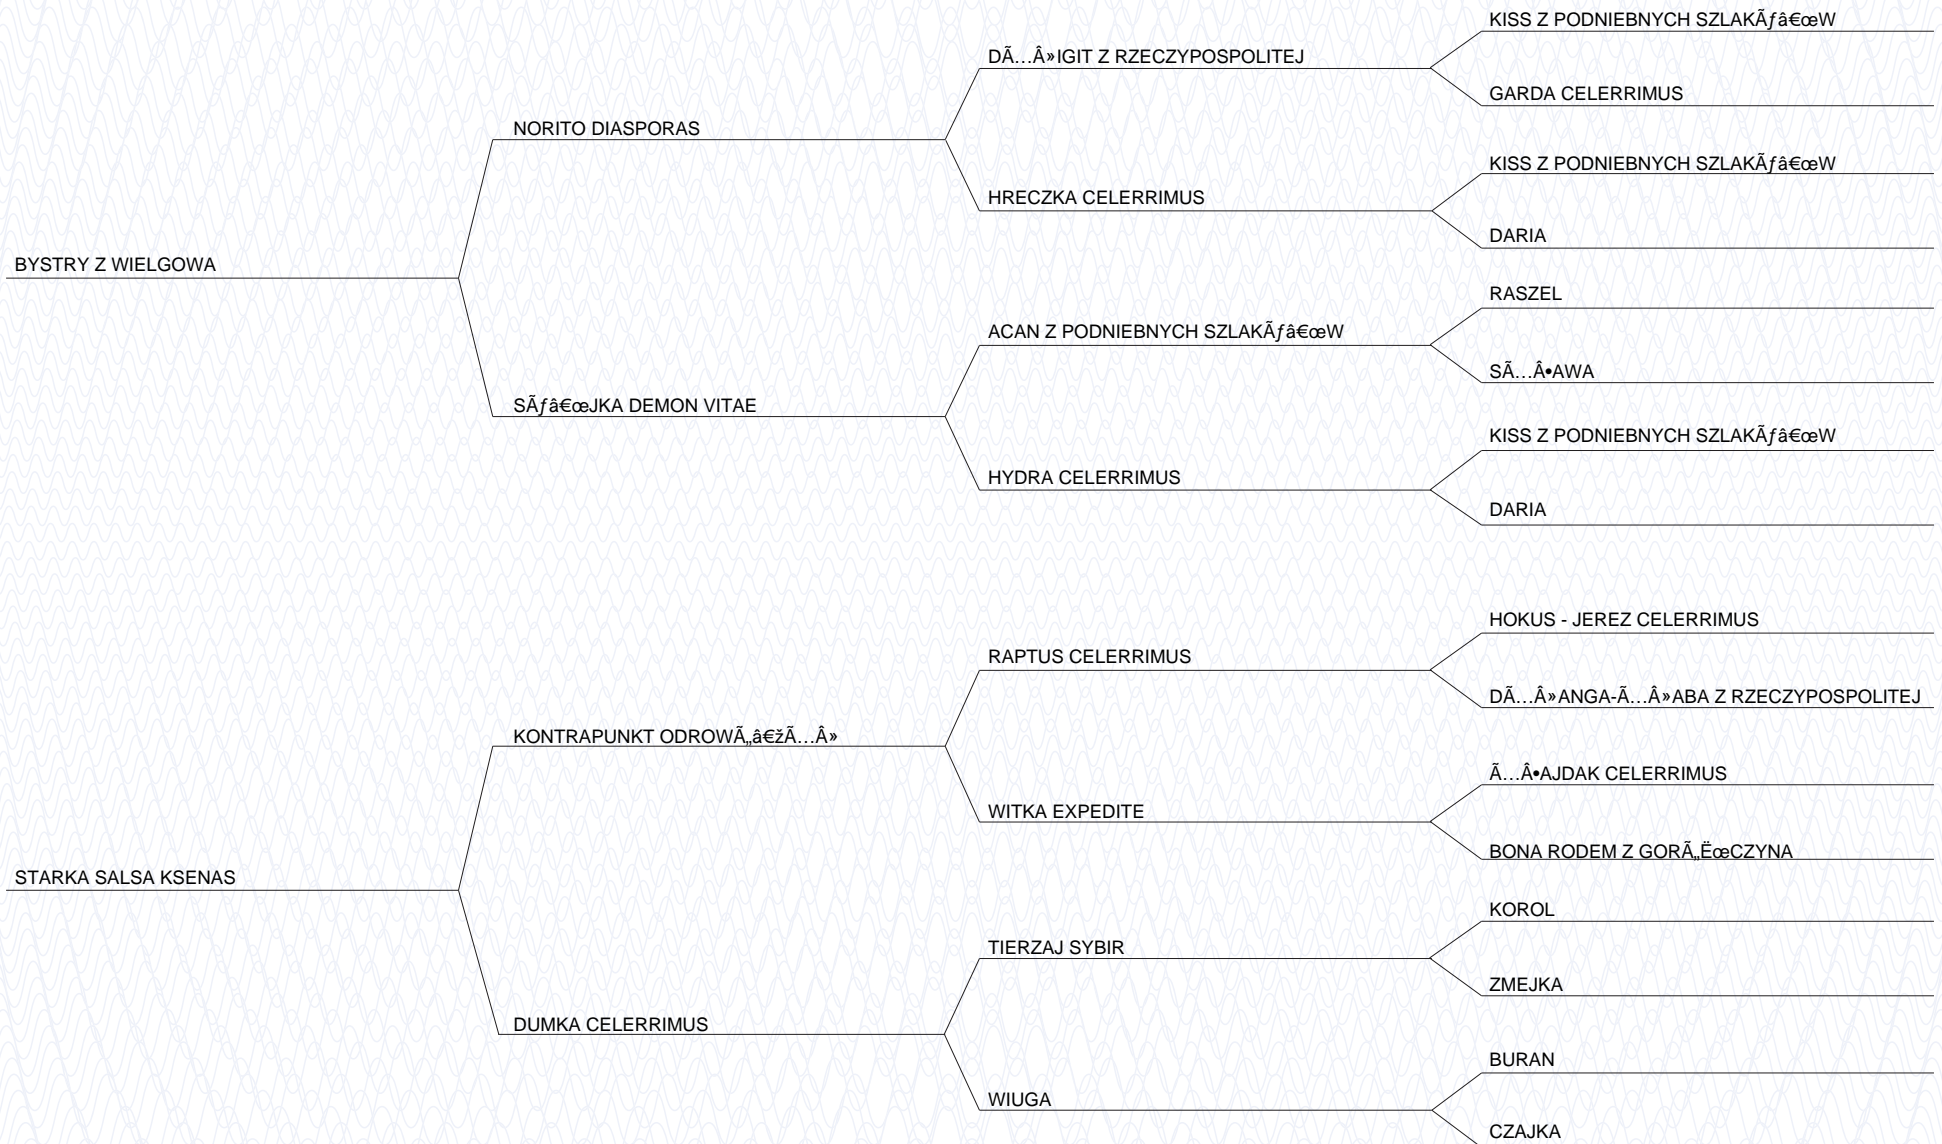 KISS Z PODNIEBNYCH SZLAKÃƒâ€œW
DÃ…Â»IGIT Z RZECZYPOSPOLITEJ
GARDA CELERRIMUS
NORITO DIASPORAS
KISS Z PODNIEBNYCH SZLAKÃƒâ€œW
HRECZKA CELERRIMUS
DARIA
BYSTRY Z WIELGOWA
RASZEL
ACAN Z PODNIEBNYCH SZLAKÃƒâ€œW
SÃ…Â•AWA
SÃƒâ€œJKA DEMON VITAE
KISS Z PODNIEBNYCH SZLAKÃƒâ€œW
HYDRA CELERRIMUS
DARIA
HOKUS - JEREZ CELERRIMUS
RAPTUS CELERRIMUS
DÃ…Â»ANGA-Ã…Â»ABA Z RZECZYPOSPOLITEJ
KONTRAPUNKT ODROWÃ„â€žÃ…Â»
Ã…Â•AJDAK CELERRIMUS
WITKA EXPEDITE
BONA RODEM Z GORÃ„ËœCZYNA
STARKA SALSA KSENAS
KOROL
TIERZAJ SYBIR
ZMEJKA
DUMKA CELERRIMUS
BURAN
WIUGA
CZAJKA